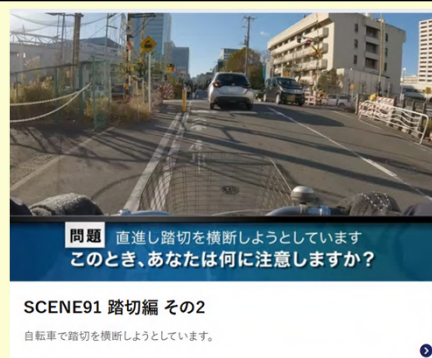 問題 直進し踏切を横断しようとしています
このとき、あなたは何に注意しますか?
SCENE91 踏切編 その2
自転車で踏切を横断しようとしています。